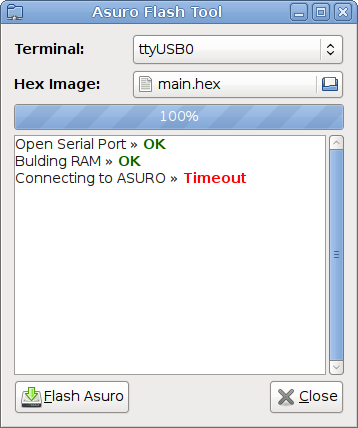 Asuro Flash Tool
Terminal: ttyUSB0
Hex Image: main.hex
100%
Open Serial Port » OK
Bulding RAM » OK
Connecting to ASURO » Timeout
Flash Asuro Close